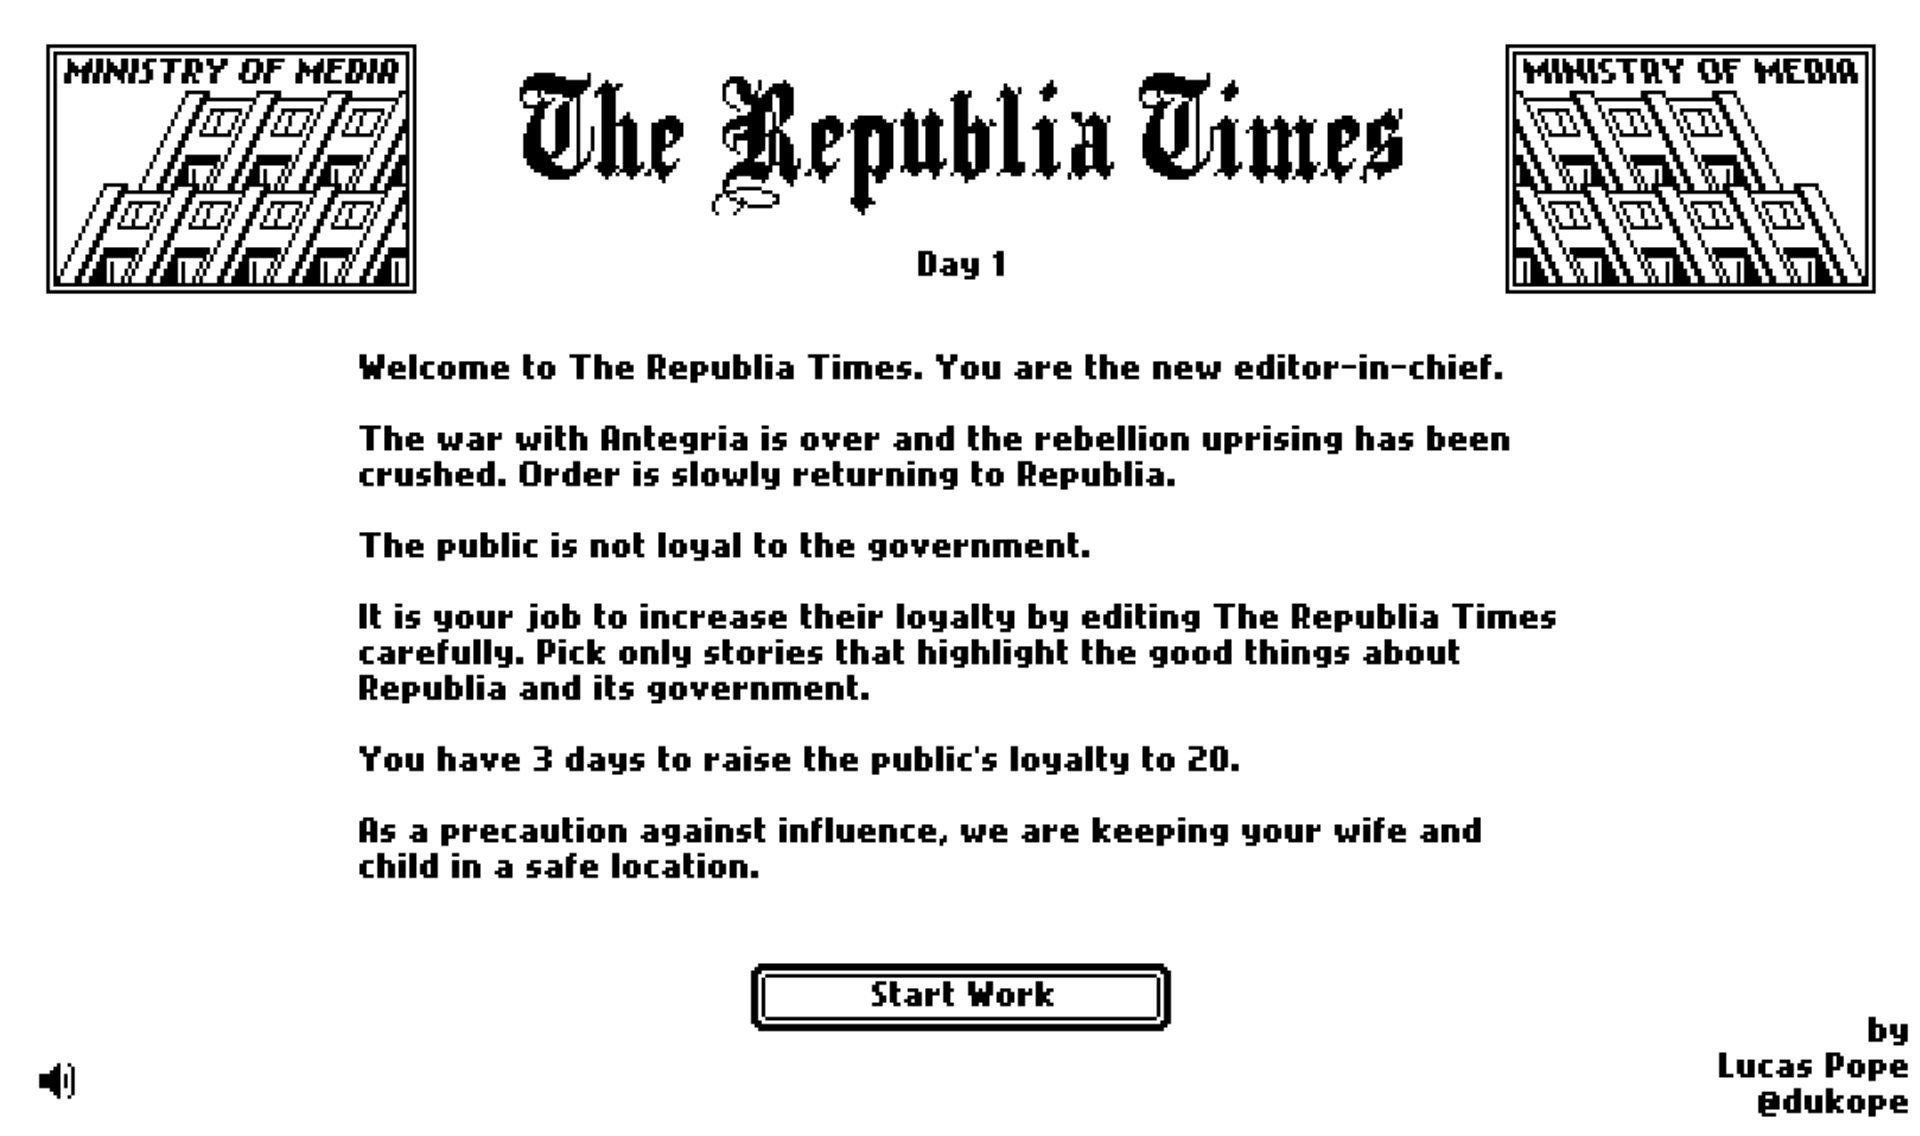 MINISTRY OF MEDIA
The Republia Times
MINISTRY OF MEDIA
Day 1
Welcome to The Republia Times. You are the new editor-in-chief.
The war with Antegria is over and the rebellion uprising has been
crushed. Order is slowly returning to Republia.
The public is not loyal to the government.
It is your job to increase their loyalty by editing The Republia Times
carefully. Pick only stories that highlight the good things about
Republia and its government.
You have 3 days to raise the public's loyalty to 20.
As a precaution against influence, we are keeping your wife and
child in a safe location.
Start Work
by
Lucas Pope
@dukope